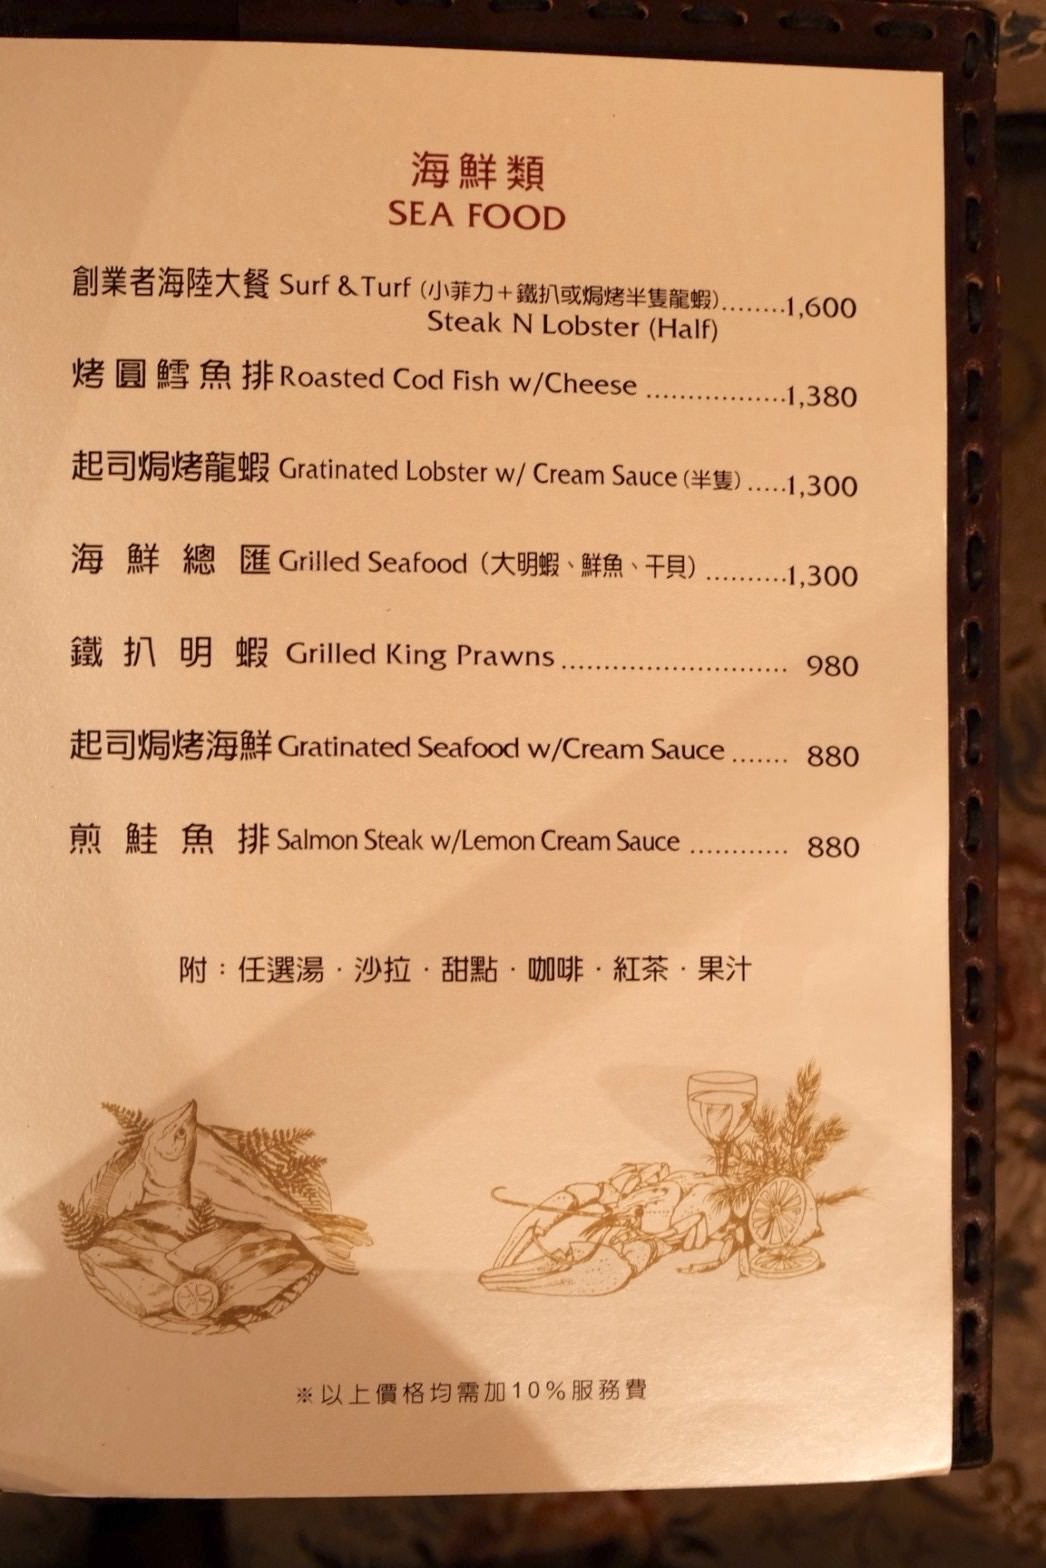 海鮮類
SEA FOOD
創業者海陸大餐 Surf &Turf (小菲力+鐵扒或焗烤半隻龍蝦)........1,600
Steak N Lobster (Half)
烤圓鱈魚排 Roasted Cod Fish w/Cheese ................1,380
起司焗烤龍蝦 Gratinated Lobster w/ Cream Sauce (半隻) .....1,300
海鮮總匯 Grilled Seafood (大明蝦、鮮魚、干貝) ..........1,300
鐵扒明蝦 Grilled King Prawns ............................. 980
起司焗烤海鮮 Gratinated Seafood w/Cream Sauce ....... 880
煎鮭魚排 Salmon Steak w/Lemon Cream Sauce ............ 880
附:任選湯·沙拉·甜點·咖啡·紅茶·果汁
※以上價格均需加10%服務費